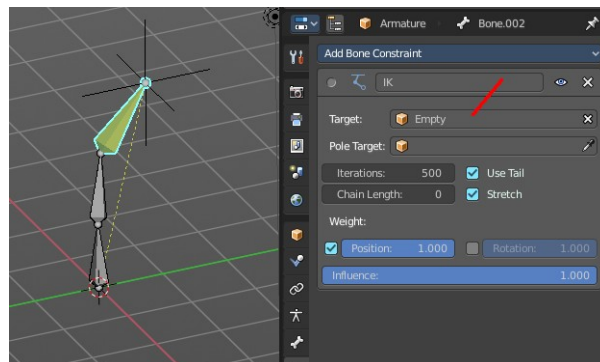 Armature Bone.002
Add Bone Constraint
IK
Target: Empty
Pole Target:
Iterations: 500 Use Tail
Chain Length: 0 Stretch
Weight:
Position: 1.000 Rotation: 1.000
Influence: 1.000